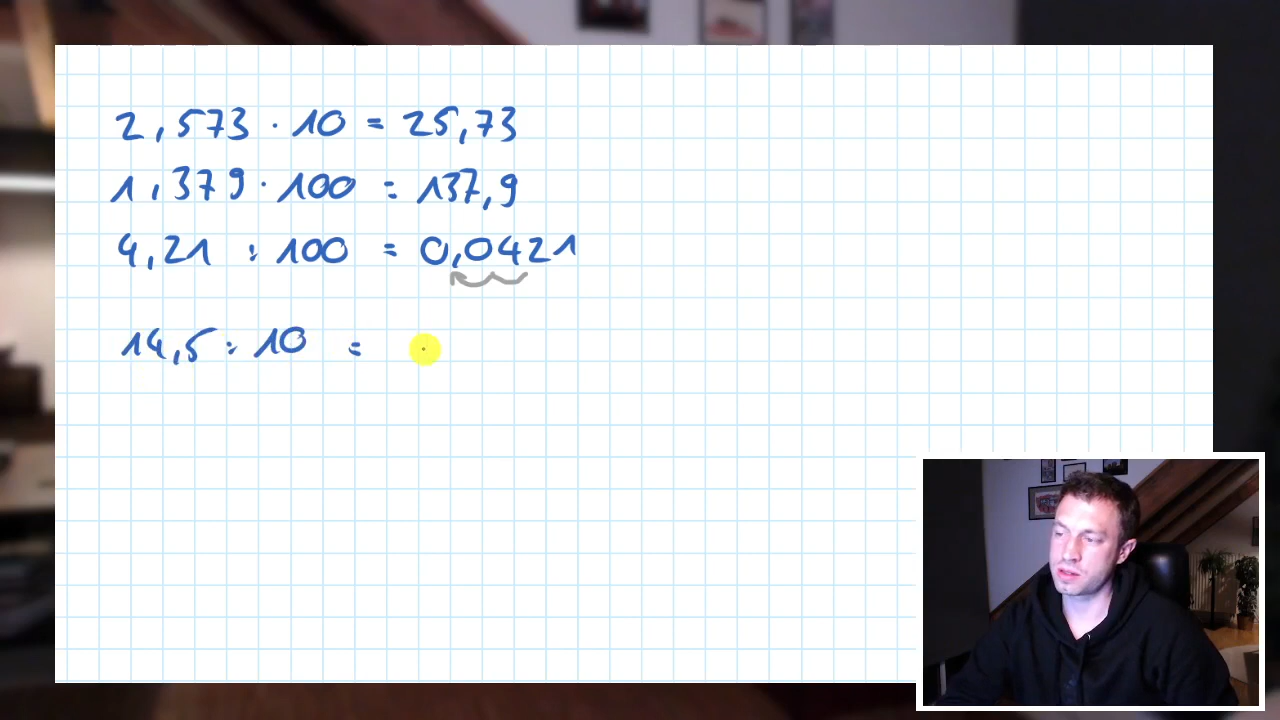 2,573 · 10 = 25,73
1,379 · 100 = 137,9
4,21 : 100 = 0,0421
14,5 : 10 =